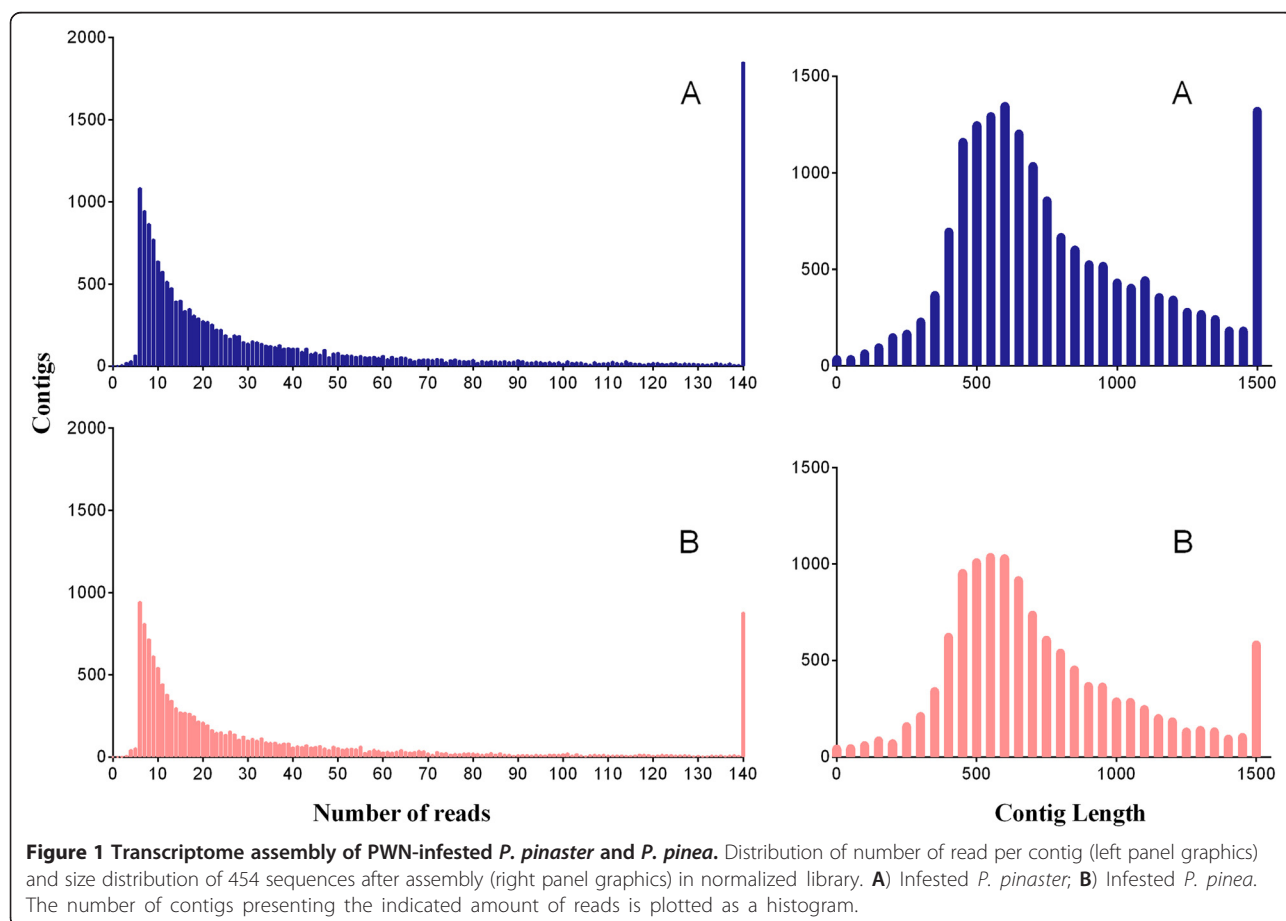 2000
1500
1000
500
0
0 10 20 30 40 50 60 70 80 90 100 110 120 130 140
A
1500
1000
500
0
0 500 1000 1500
A
Contigs
2000
1500
1000
500
0
0 10 20 30 40 50 60 70 80 90 100 110 120 130 140
B
Number of reads
1500
1000
500
0
0 500 1000 1500
B
Contig Length
Figure 1 Transcriptome assembly of PWN-infested P. pinaster and P. pinea. Distribution of number of read per contig (left panel graphics)
and size distribution of 454 sequences after assembly (right panel graphics) in normalized library. A) Infested P. pinaster; B) Infested P. pinea.
The number of contigs presenting the indicated amount of reads is plotted as a histogram.